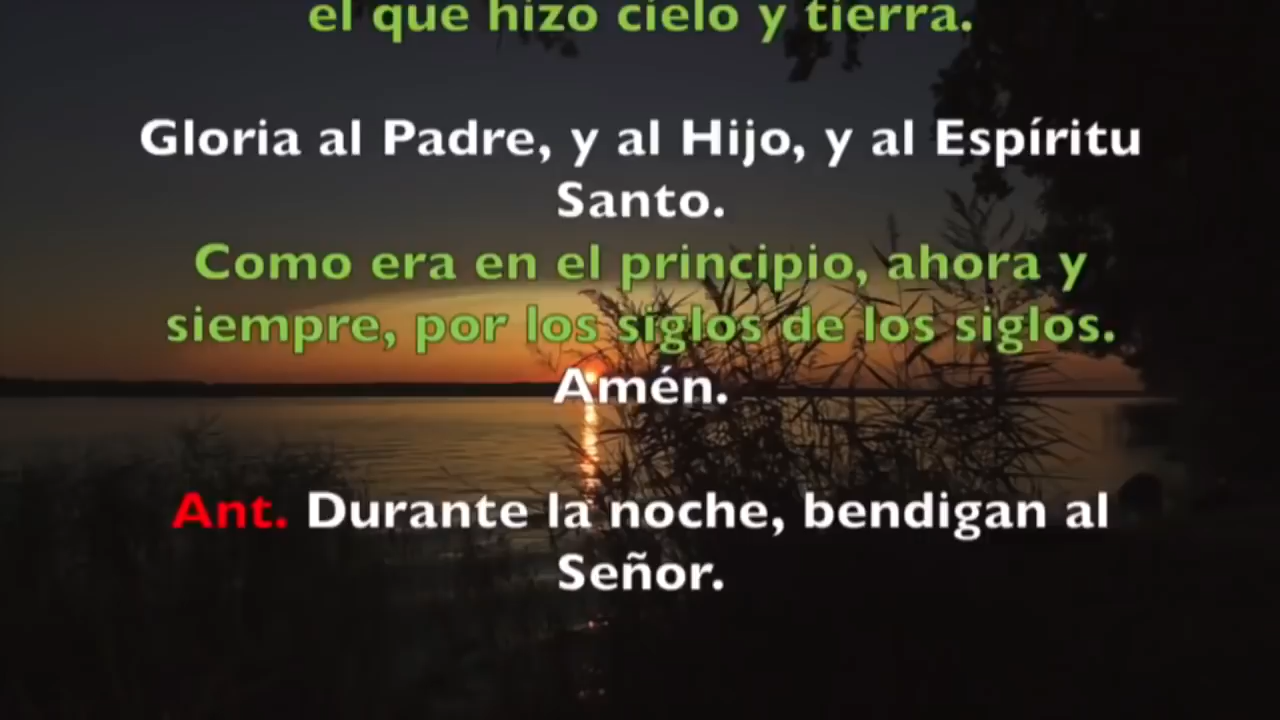 el que hizo cielo y tierra.
Gloria al Padre, y al Hijo, y al Espíritu
Santo.
Como era en el principio, ahora y
siempre, por los siglos de los siglos.
Amén.
Ant. Durante la noche, bendigan al
Señor.